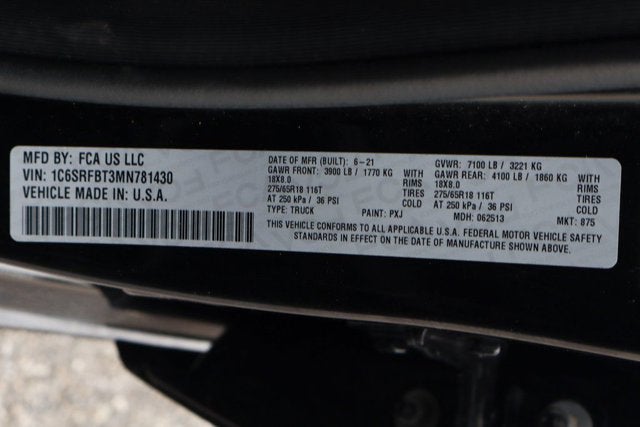 MFD BY: FCA US LLC
VIN: 1C6SRFBT3MN781430
VEHICLE MADE IN U.S.A.
DATE OF MFR (BUILT): 6-21 GVWR: 7100 LB / 3221 KG
GAWR FRONT: 3900 LB / 1770 KG WITH GAWR REAR: 4100 LB / 1860 KG WITH
18X8.0 RIMS 18X8.0 RIMS
275/65R18 116T TIRES 275/65R18 116T TIRES
AT 250 kPa / 36 PSI COLD AT 250 kPa / 36 PSI COLD
TYPE: TRUCK PAINT: PXJ MDH: 062513 MKT: 875
THIS VEHICLE CONFORMS TO ALL APPLICABLE U.S.A. FEDERAL MOTOR VEHICLE SAFETY
STANDARDS IN EFFECT ON THE DATE OF MANUFACTURE SHOWN ABOVE.